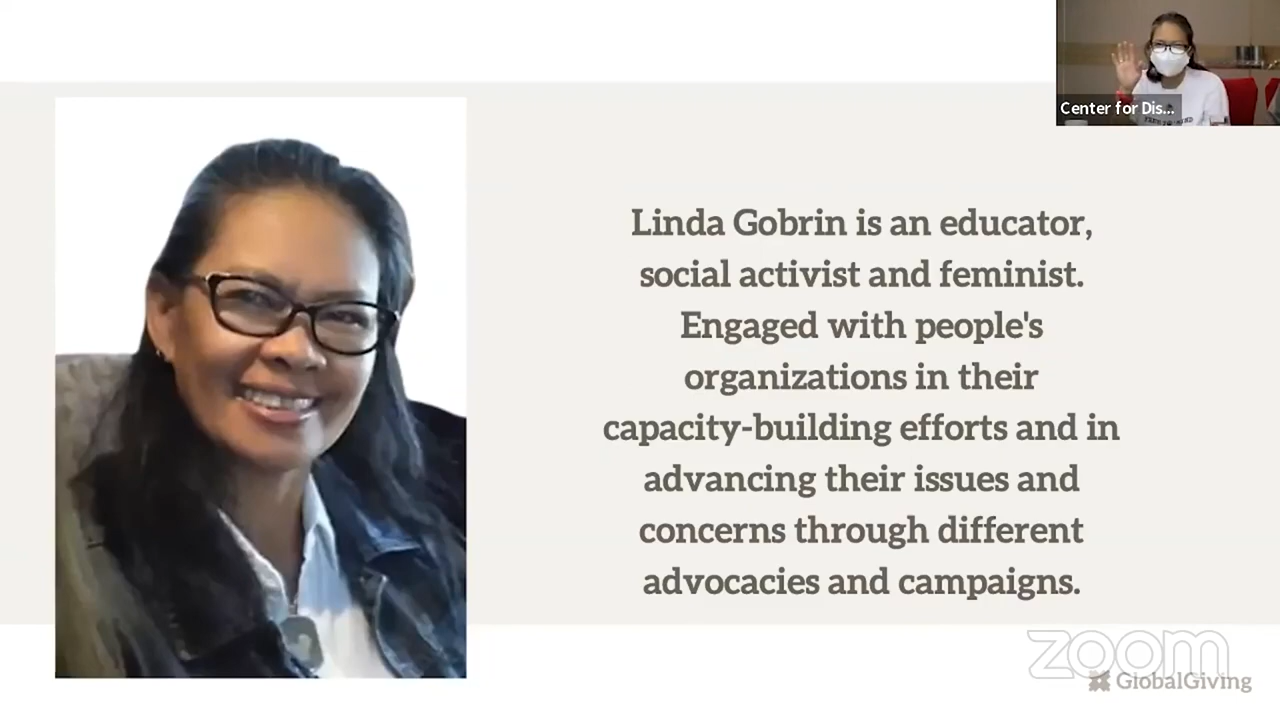 Center for Dis...
Linda Gobrin is an educator,
social activist and feminist.
Engaged with people's
organizations in their
capacity-building efforts and in
advancing their issues and
concerns through different
advocacies and campaigns.
zoom
GlobalGiving